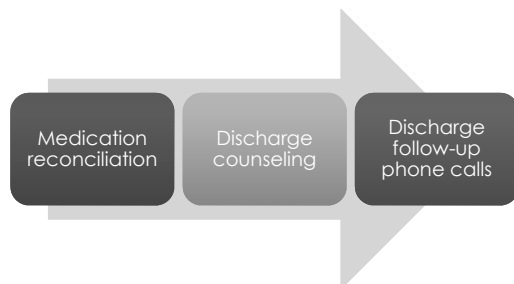 Medication
reconciliation
Discharge
counseling
Discharge
follow-up
phone calls